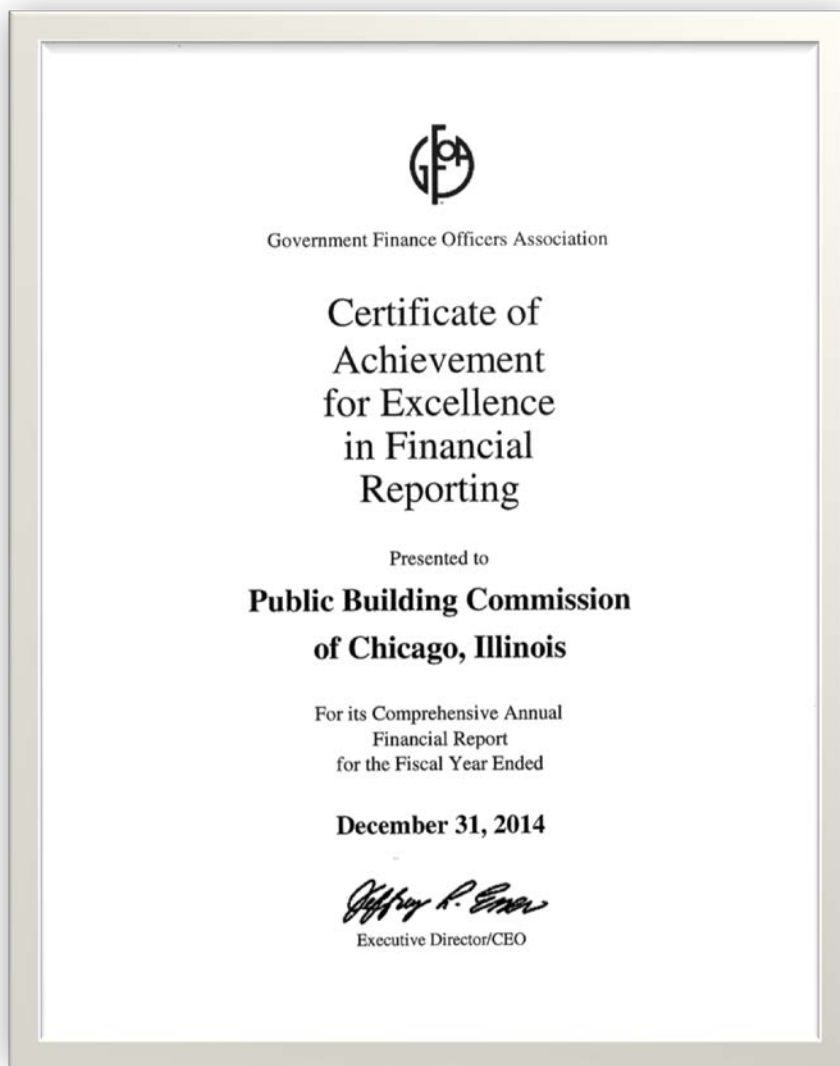 GFOA
Government Finance Officers Association
Certificate of
Achievement
for Excellence
in Financial
Reporting
Presented to
Public Building Commission
of Chicago, Illinois
For its Comprehensive Annual
Financial Report
for the Fiscal Year Ended
December 31, 2014
Jeffrey R. Ener
Executive Director/CEO